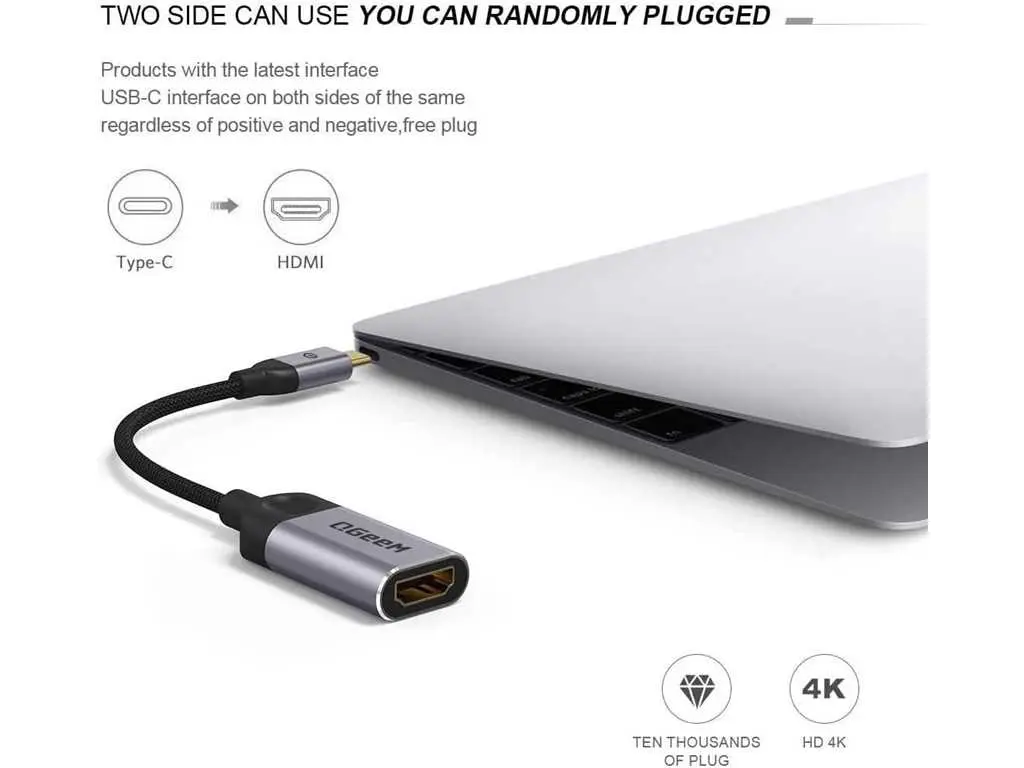 TWO SIDE CAN USE YOU CAN RANDOMLY PLUGGED
Products with the latest interface
USB-C interface on both sides of the same
regardless of positive and negative,free plug
Type-C
HDMI
QGeeM
4K
TEN THOUSANDS
OF PLUG
HD 4K